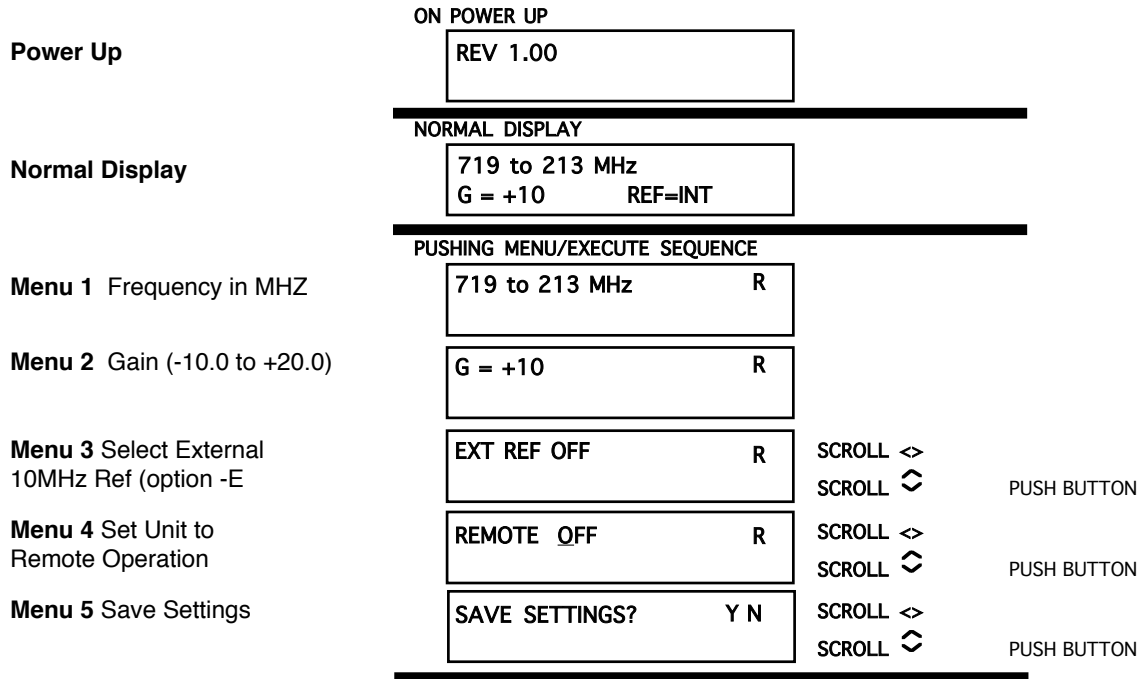 ON POWER UP
Power Up
REV 1.00
NORMAL DISPLAY
Normal Display
719 to 213 MHz
G = +10 REF=INT
PUSHING MENU/EXECUTE SEQUENCE
Menu 1 Frequency in MHZ
719 to 213 MHz R
Menu 2 Gain (-10.0 to +20.0)
G = +10 R
Menu 3 Select External
10MHz Ref (option -E
EXT REF OFF R
SCROLL <>
SCROLL
PUSH BUTTON
Menu 4 Set Unit to
Remote Operation
REMOTE OFF R
SCROLL <>
SCROLL
PUSH BUTTON
Menu 5 Save Settings
SAVE SETTINGS? Y N
SCROLL <>
SCROLL
PUSH BUTTON